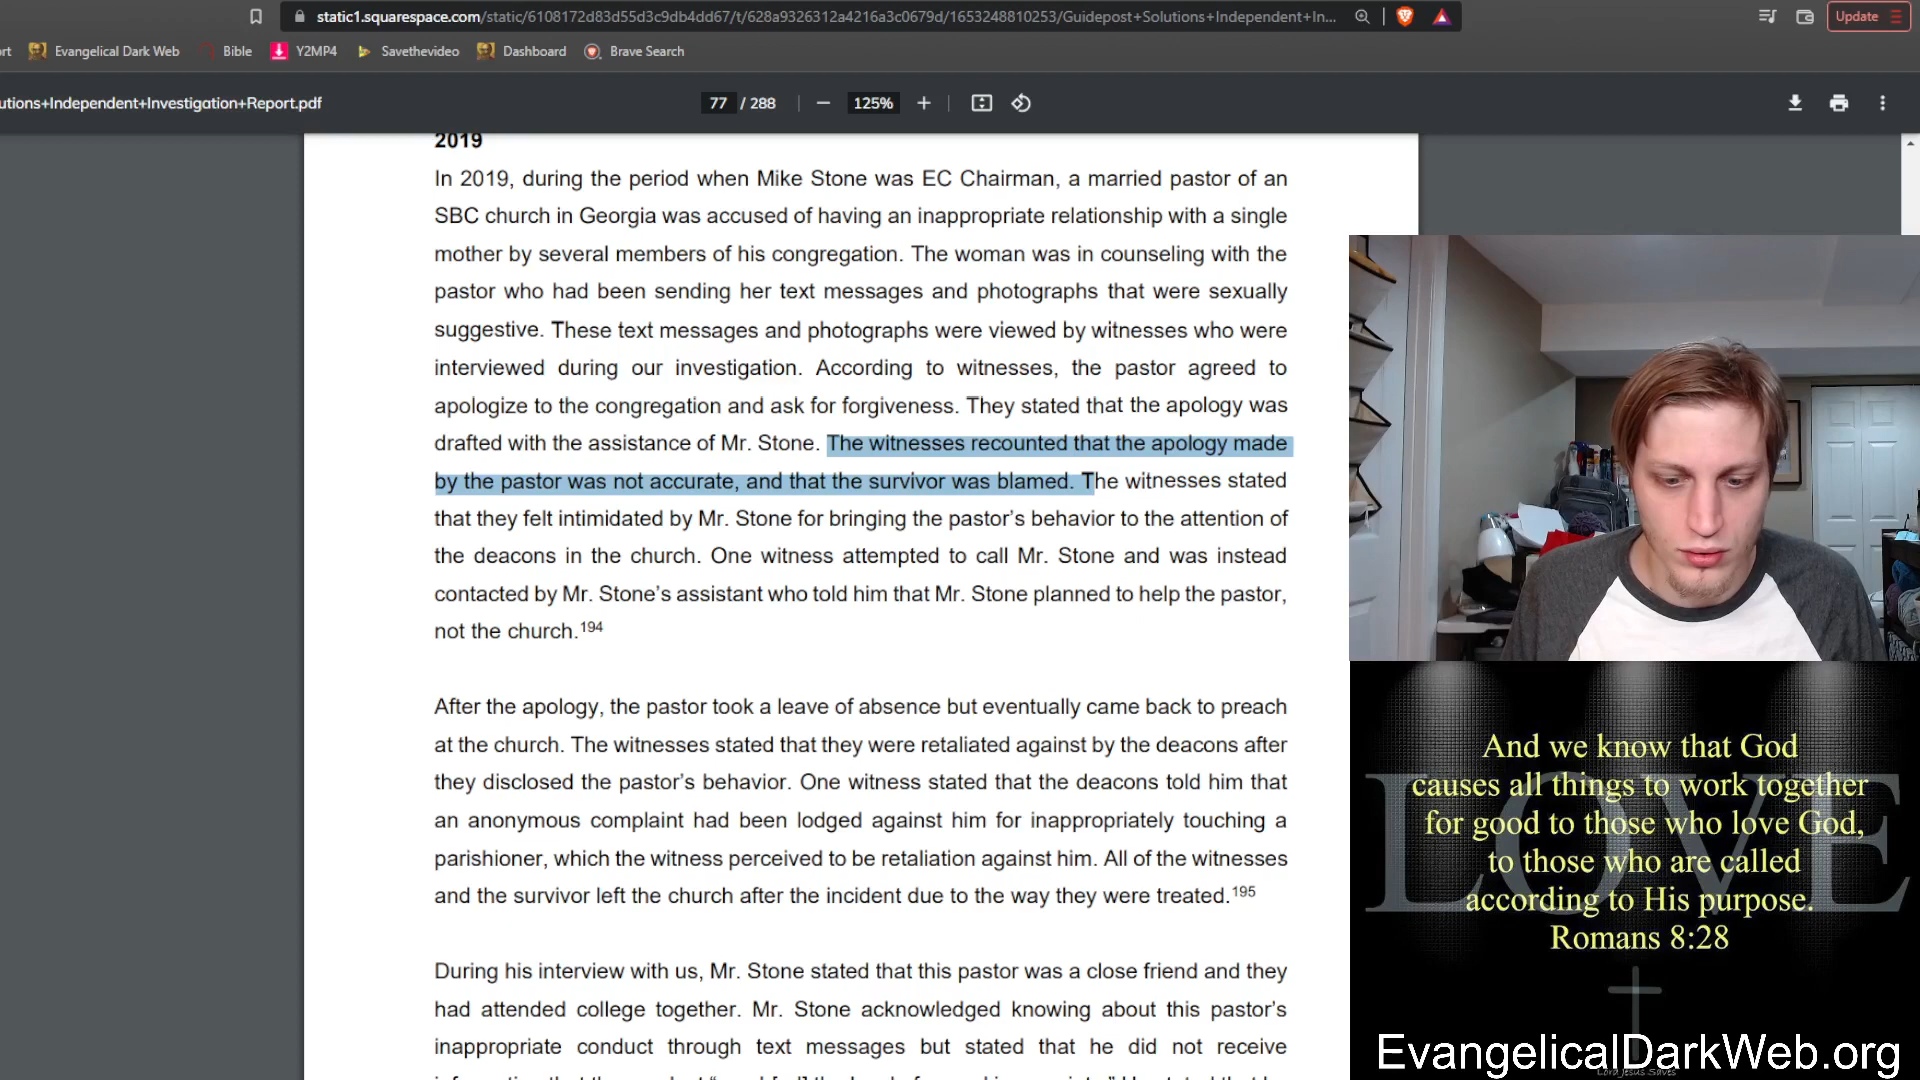 static1.squarespace.com/static/6108172d83d55d3c9db4dd67/t/628a9326312a4216a3c0679d/1653248810253/Guidepost+Solutions+Independent+In...
Update
rt Evangelical Dark Web Bible Y2MP4 Savethevideo Dashboard Brave Search
utions+Independent+Investigation+Report.pdf
77 / 288
125%
2019
In 2019, during the period when Mike Stone was EC Chairman, a married pastor of an
SBC church in Georgia was accused of having an inappropriate relationship with a single
mother by several members of his congregation. The woman was in counseling with the
pastor who had been sending her text messages and photographs that were sexually
suggestive. These text messages and photographs were viewed by witnesses who were
interviewed during our investigation. According to witnesses, the pastor agreed to
apologize to the congregation and ask for forgiveness. They stated that the apology was
drafted with the assistance of Mr. Stone. The witnesses recounted that the apology made
by the pastor was not accurate, and that the survivor was blamed. The witnesses stated
that they felt intimidated by Mr. Stone for bringing the pastor's behavior to the attention of
the deacons in the church. One witness attempted to call Mr. Stone and was instead
contacted by Mr. Stone's assistant who told him that Mr. Stone planned to help the pastor,
not the church.194
After the apology, the pastor took a leave of absence but eventually came back to preach
at the church. The witnesses stated that they were retaliated against by the deacons after
they disclosed the pastor's behavior. One witness stated that the deacons told him that
an anonymous complaint had been lodged against him for inappropriately touching a
parishioner, which the witness perceived to be retaliation against him. All of the witnesses
and the survivor left the church after the incident due to the way they were treated.195
During his interview with us, Mr. Stone stated that this pastor was a close friend and they
had attended college together. Mr. Stone acknowledged knowing about this pastor's
inappropriate conduct through text messages but stated that he did not receive
LOVE
And we know that God
causes all things to work together
for good to those who love God,
to those who are called
according to His purpose.
Romans 8:28
EvangelicalDarkWeb.org
Lord Jesus Saves